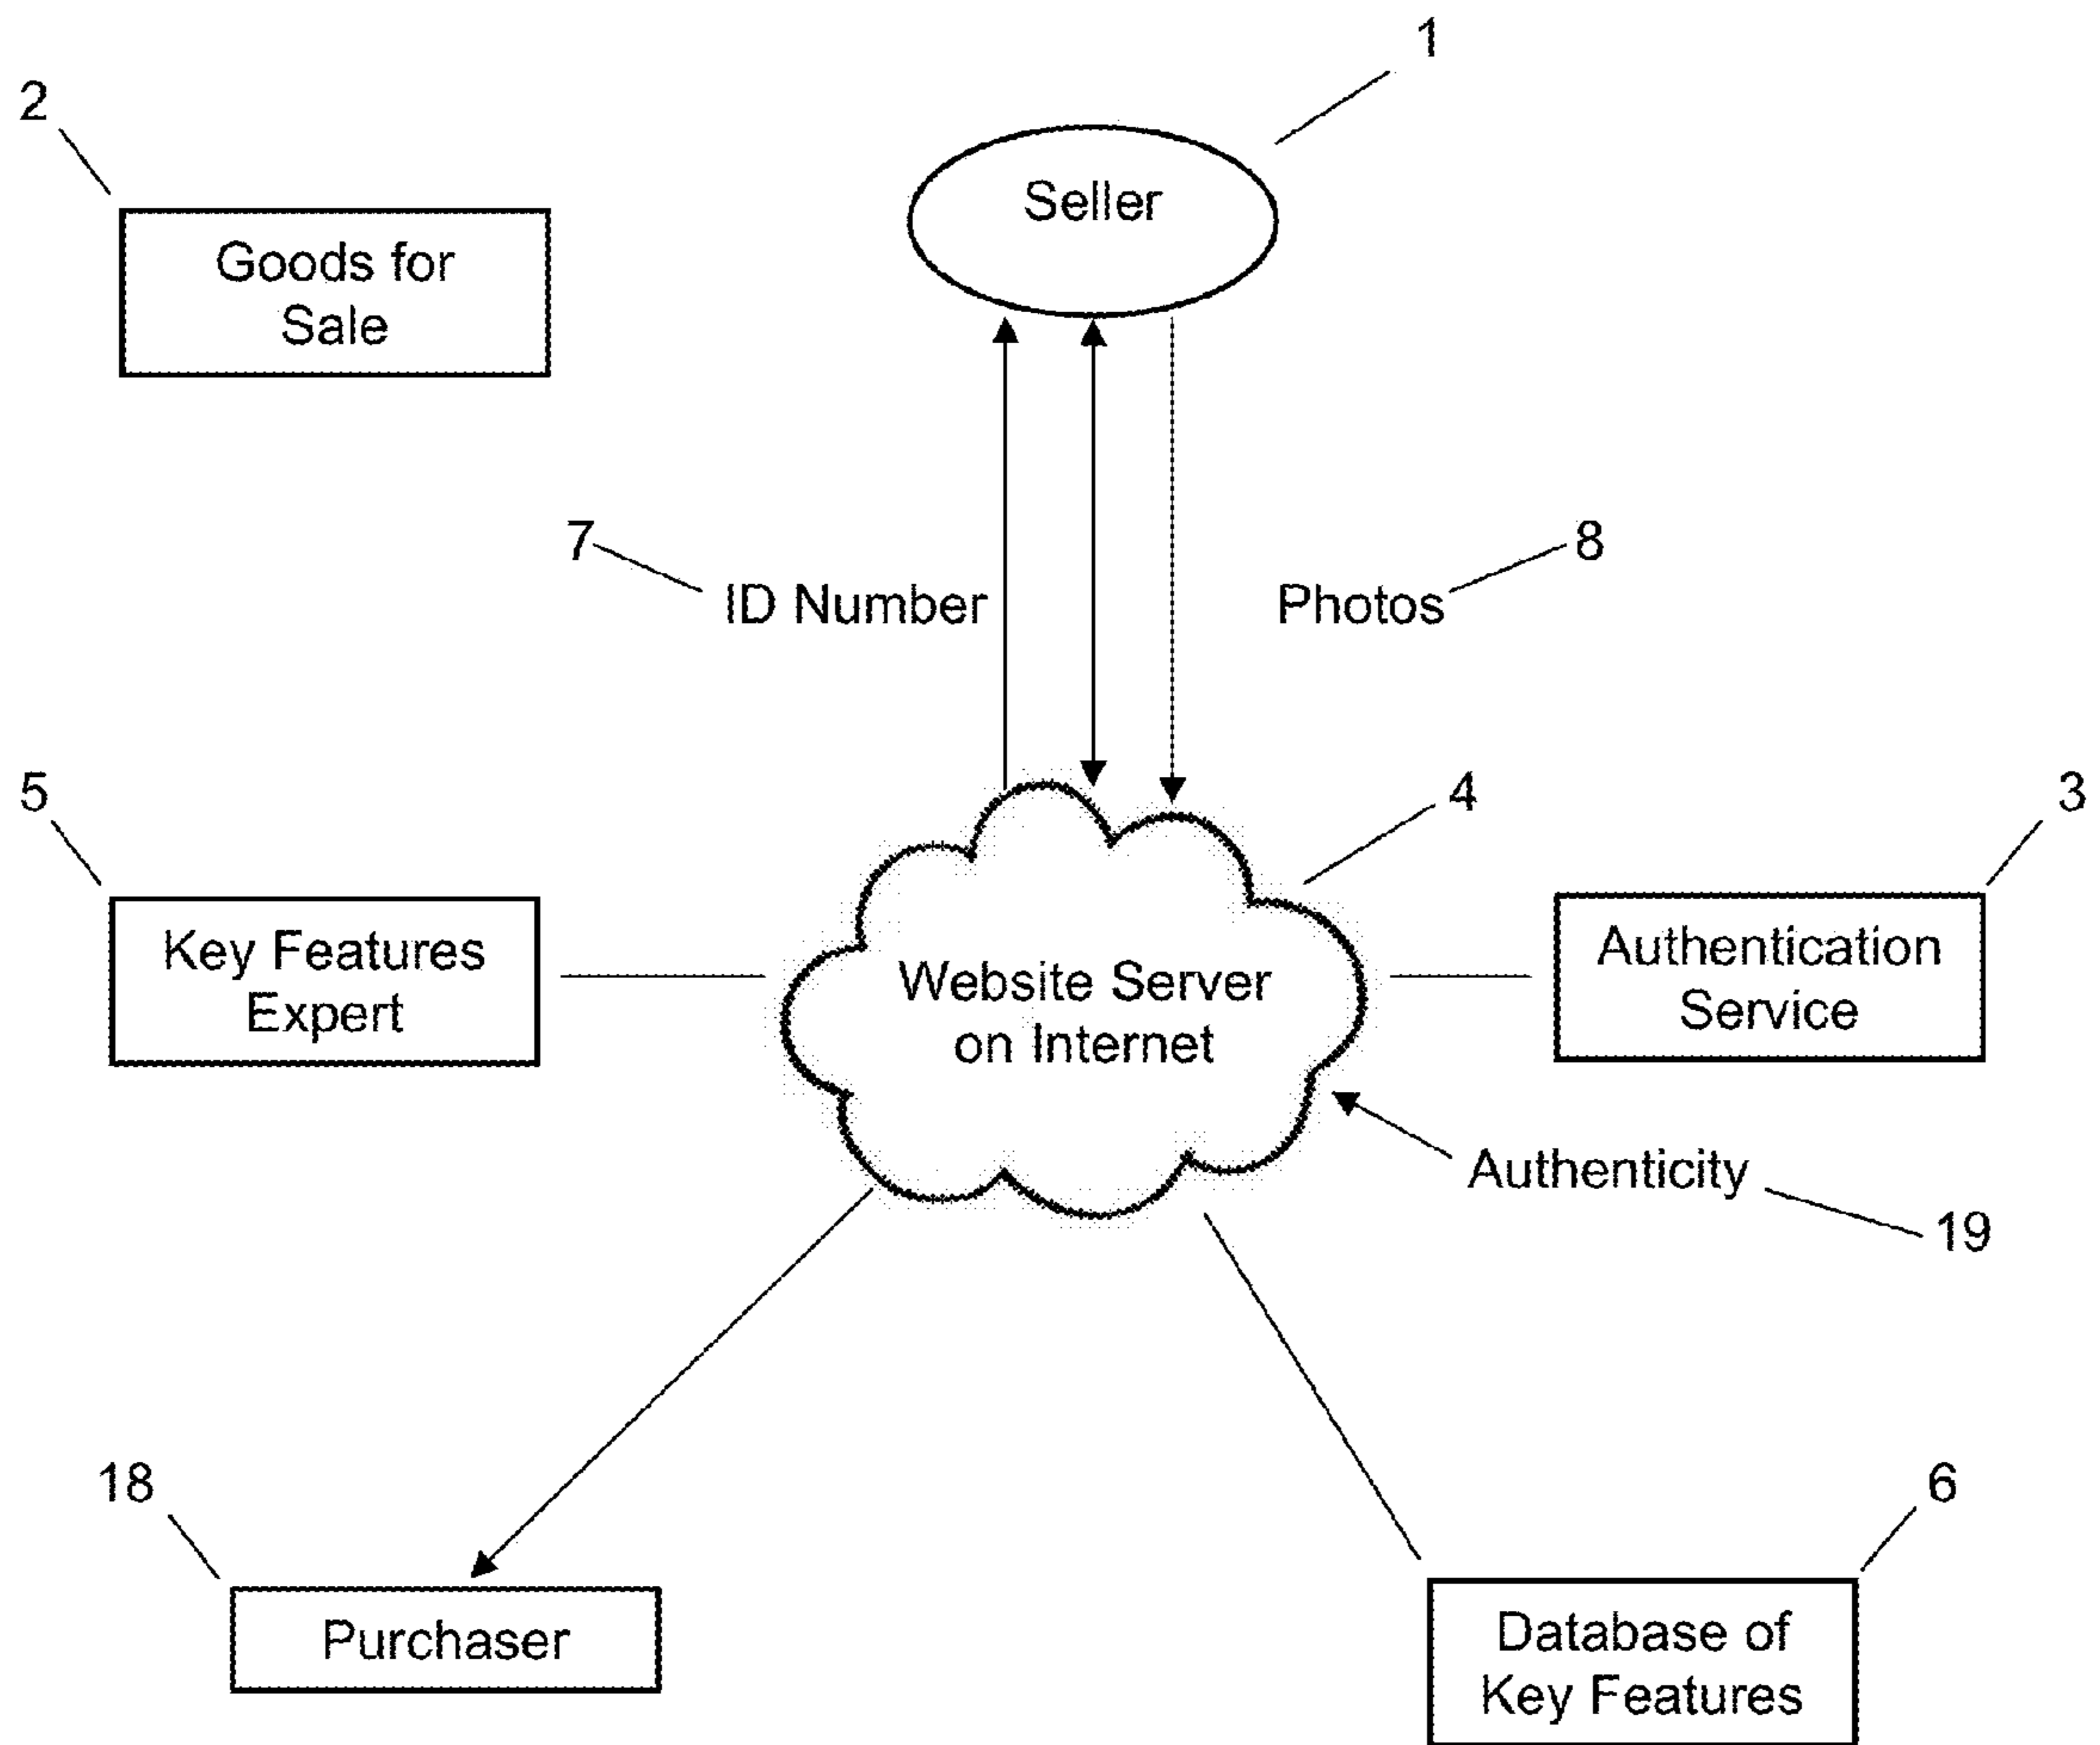 1
2
Seller
Goods for
Sale
7
8
ID Number
Photos
5
4
3
Key Features
Expert
Website Server
on Internet
Authentication
Service
Authenticity
19
18
6
Purchaser
Database of
Key Features